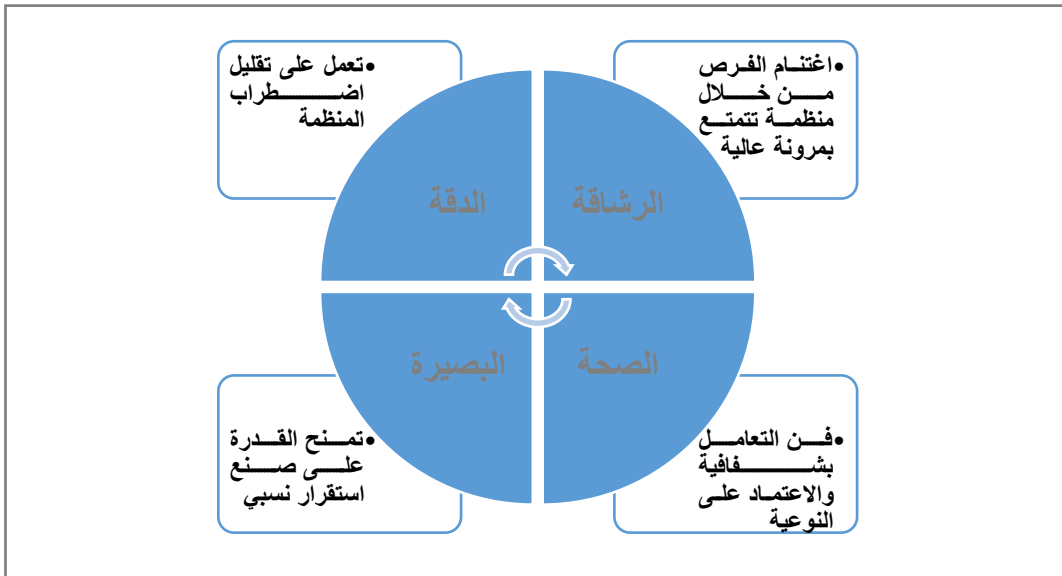 •اغتنام الفرص
من خلال
منظمة تتمتع
بمرونة عالية
•تعمل على تقليل
اضطراب
المنظمة
الرشاقة
الدقة
الصحة
البصيرة
•فن التعامل
بشفافية
والاعتماد على
النوعية
•تمنح القدرة
على صنع
استقرار نسبي